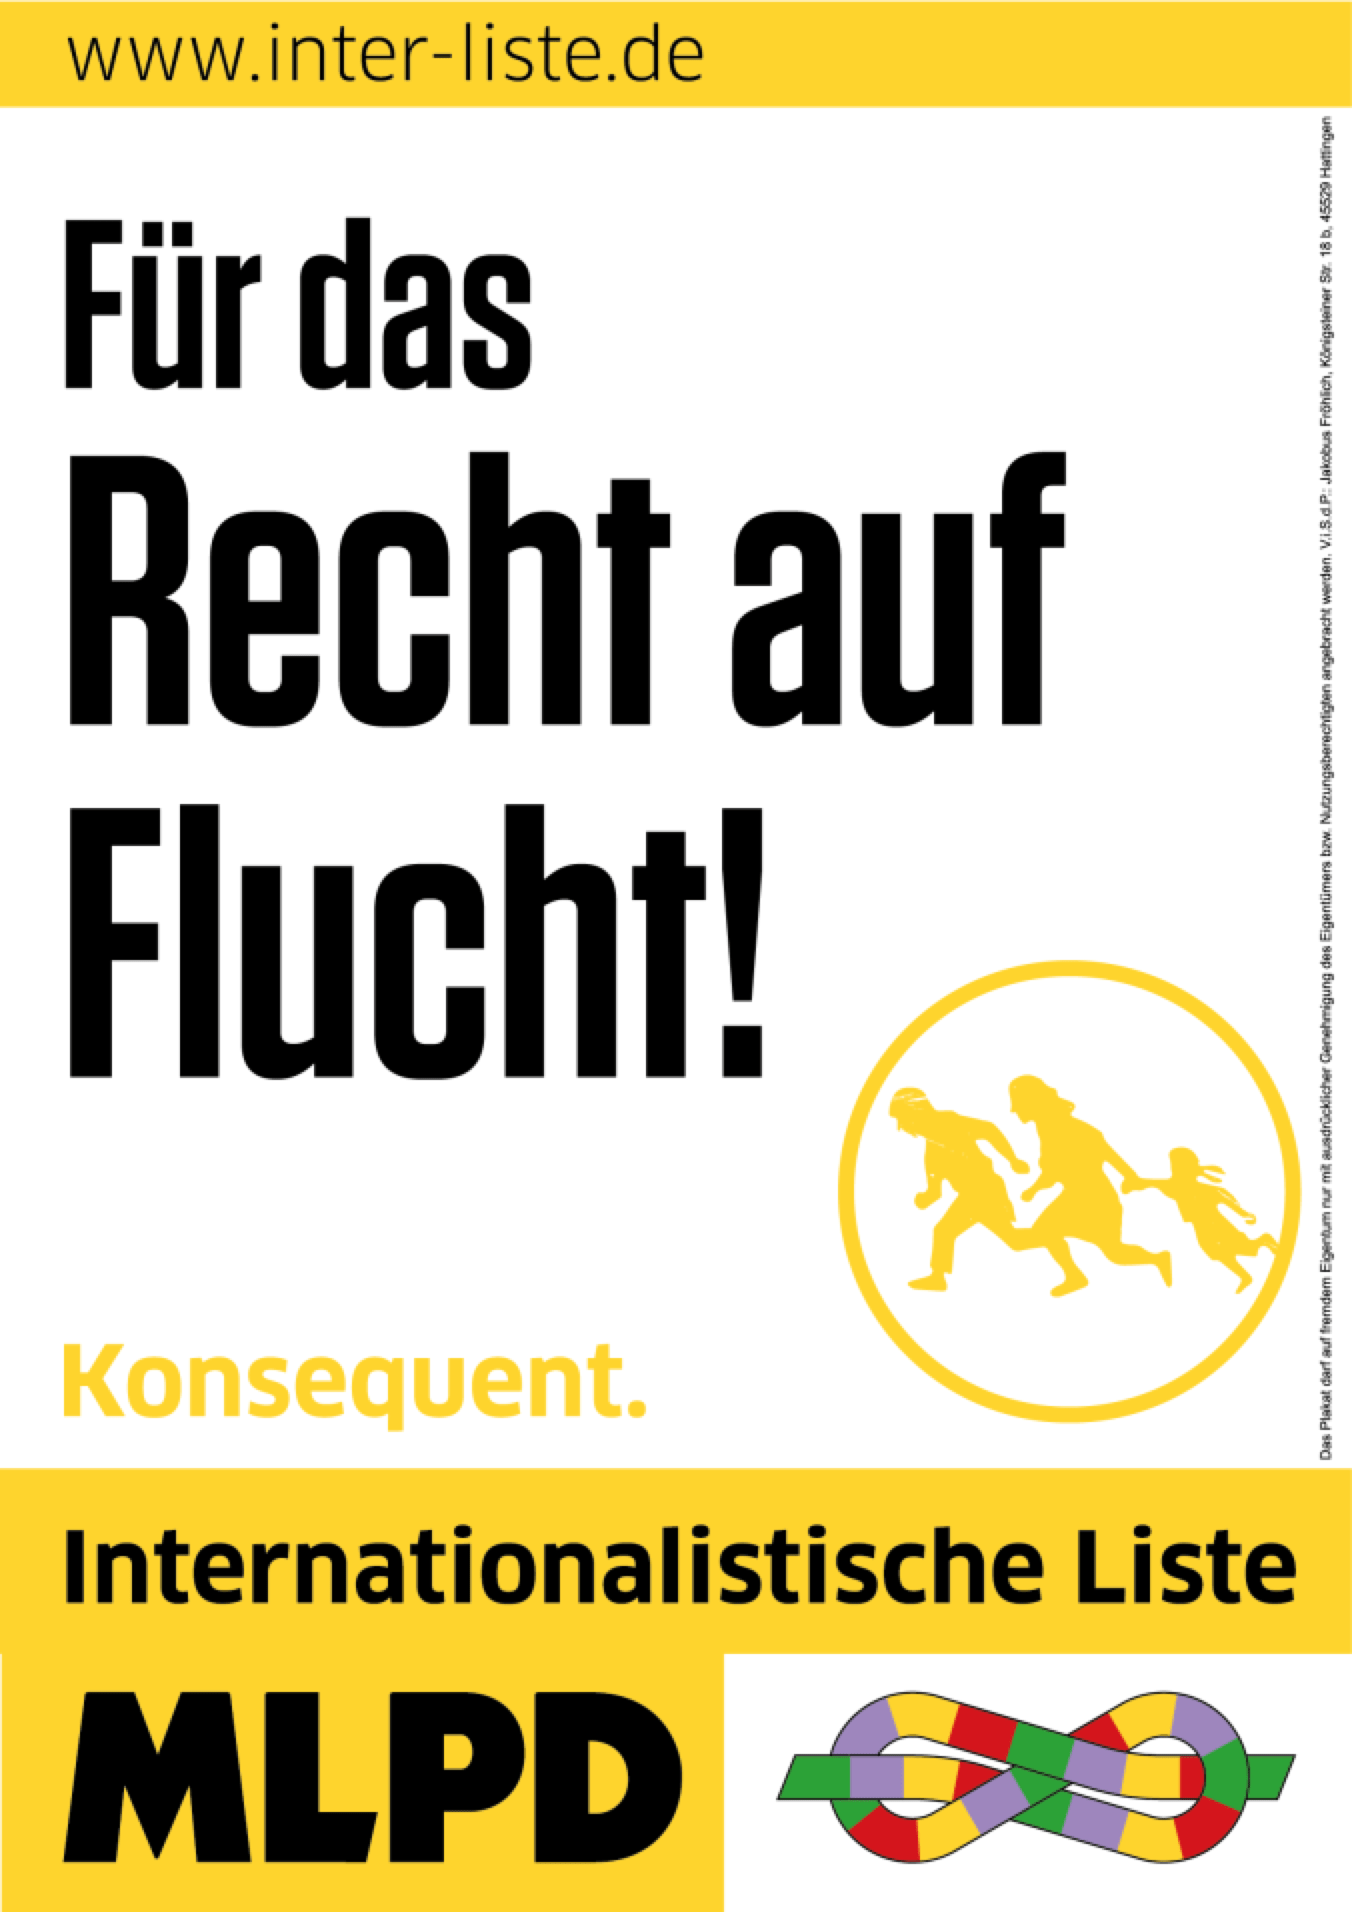 www.inter-liste.de
Für das
Recht auf
Flucht!
Konsequent.
Internationalistische Liste
MLPD
Das Plakat darf auf fremdem Eigentum nur mit ausdrücklicher Genehmigung des Eigentümers bzw. Nutzungsberechtigten angebracht werden. V.i.S.d.P.: Jakobus Fröhlich, Königsteiner Str. 18 b, 45529 Hattingen